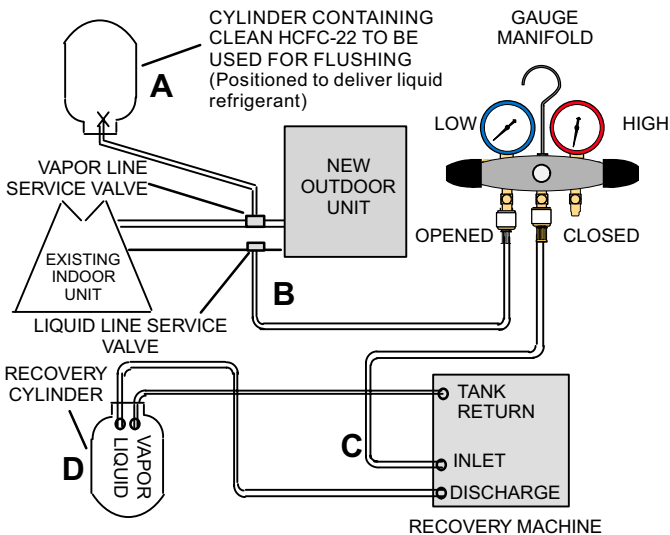 CYLINDER CONTAINING
CLEAN HCFC-22 TO BE
USED FOR FLUSHING
(Positioned to deliver liquid
refrigerant)
A
GAUGE
MANIFOLD
LOW
HIGH
VAPOR LINE
SERVICE VALVE
NEW
OUTDOOR
UNIT
OPENED
CLOSED
EXISTING
INDOOR
UNIT
B
LIQUID LINE SERVICE
VALVE
RECOVERY
CYLINDER
TANK
RETURN
C
D
LIQUID
VAPOR
INLET
DISCHARGE
RECOVERY MACHINE